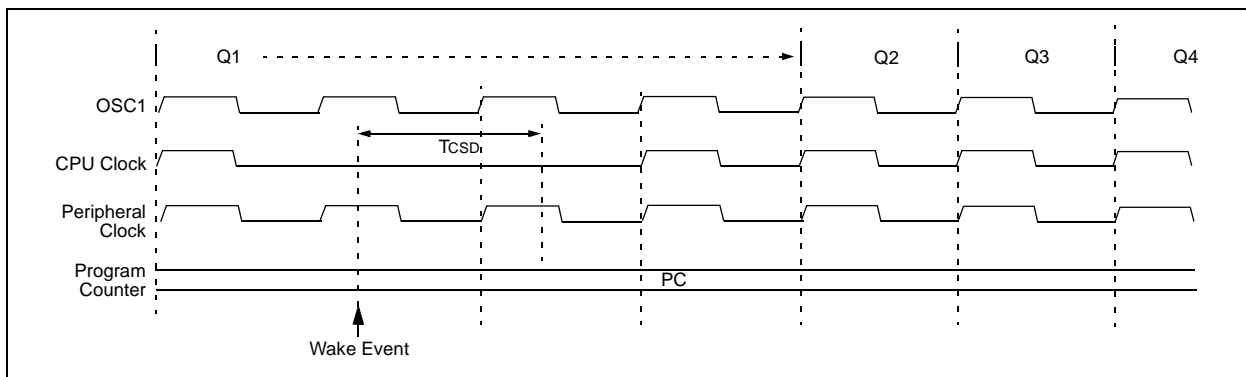 Q1
Q2
Q3
Q4
OSC1
TCSD
CPU Clock
Peripheral
Clock
Program
Counter
PC
Wake Event